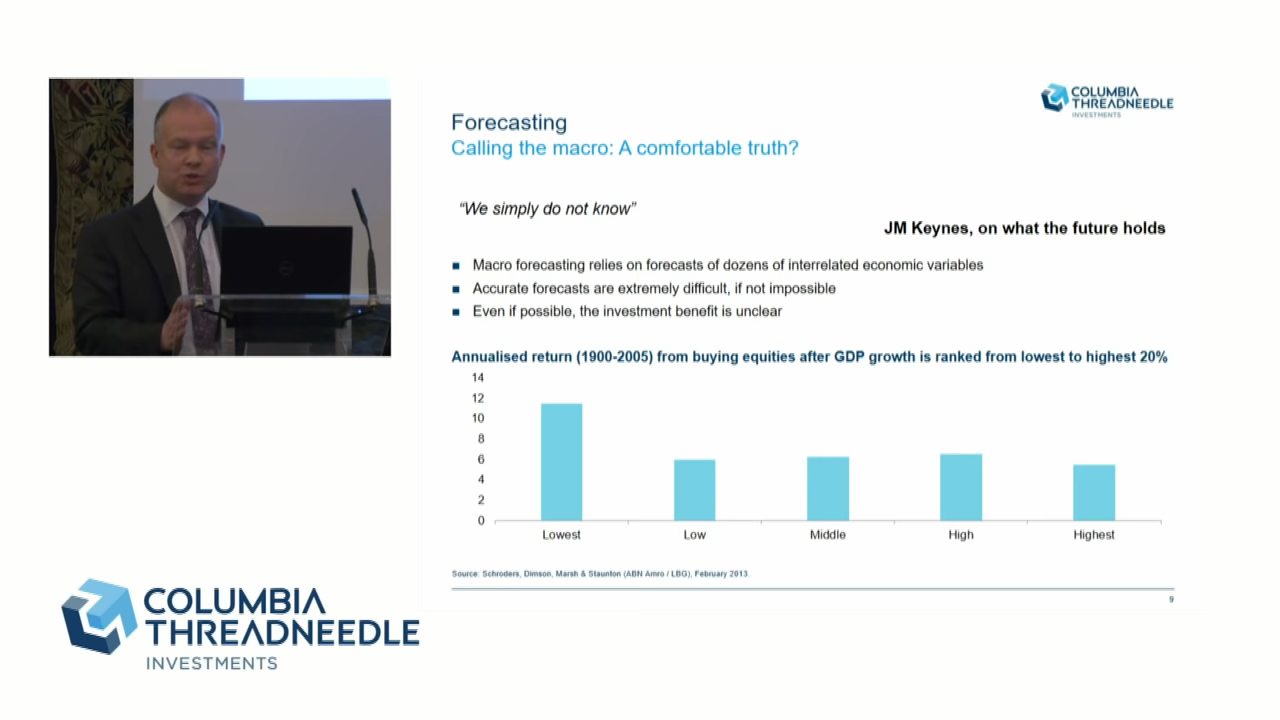 COLUMBIA
THREADNEEDLE
INVESTMENTS
Forecasting
Calling the macro: A comfortable truth?
“We simply do not know”
JM Keynes, on what the future holds
Macro forecasting relies on forecasts of dozens of interrelated economic variables
Accurate forecasts are extremely difficult, if not impossible
Even if possible, the investment benefit is unclear
Annualised return (1900-2005) from buying equities after GDP growth is ranked from lowest to highest 20%
14
12
10
8
6
4
2
0
Lowest Low Middle High Highest
Source: Schroders, Dimson, Marsh & Staunton (ABN Amro / LBG), February 2013.
9
COLUMBIA
THREADNEEDLE
INVESTMENTS